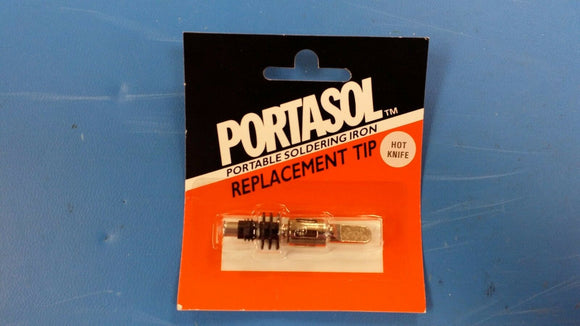 PORTASOL™
PORTABLE SOLDERING IRON
REPLACEMENT TIP
HOT
KNIFE